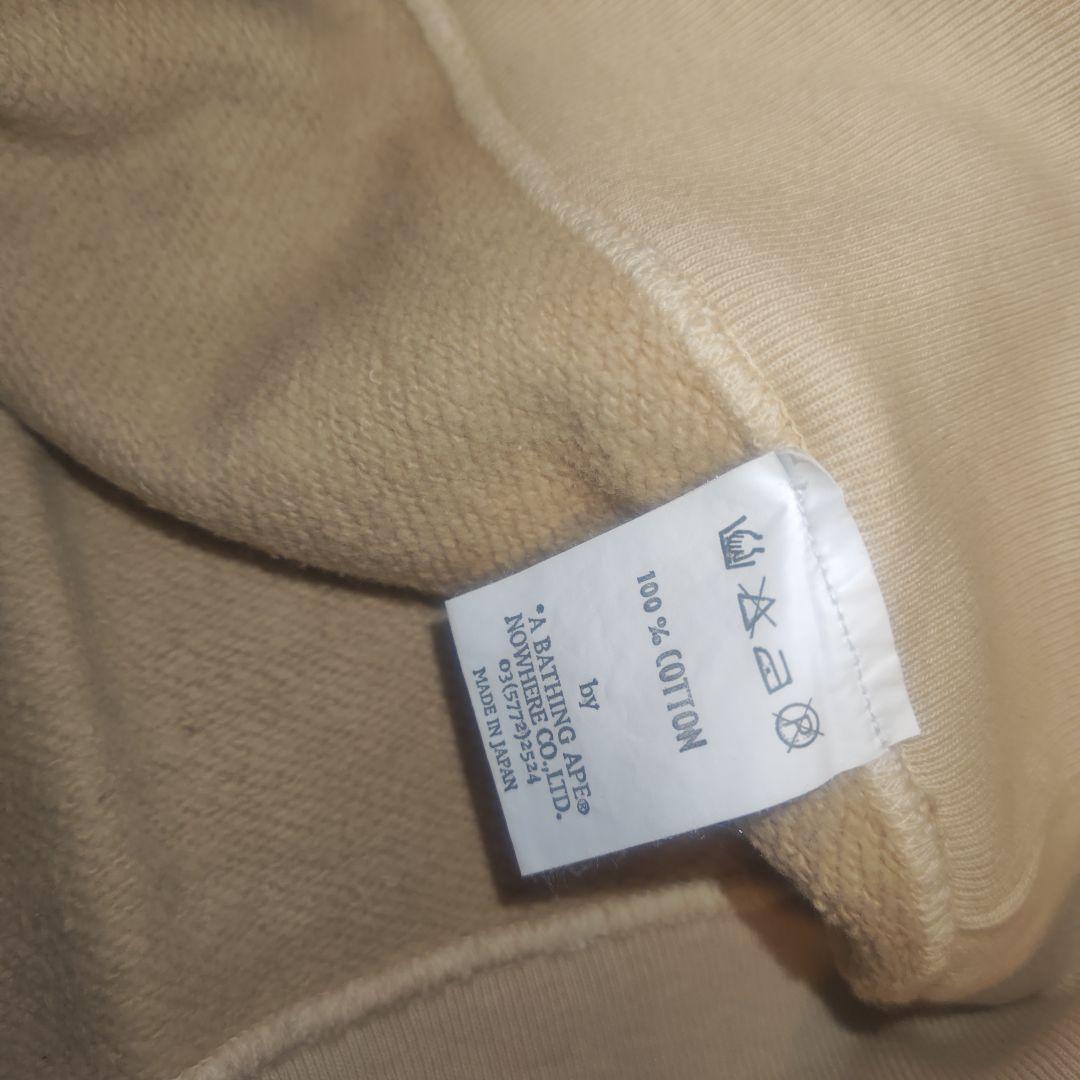 100 % COTTON
by
•A BATHING APE®
NOWHERE CO.,LTD.
03(5772)2524
MADE IN JAPAN